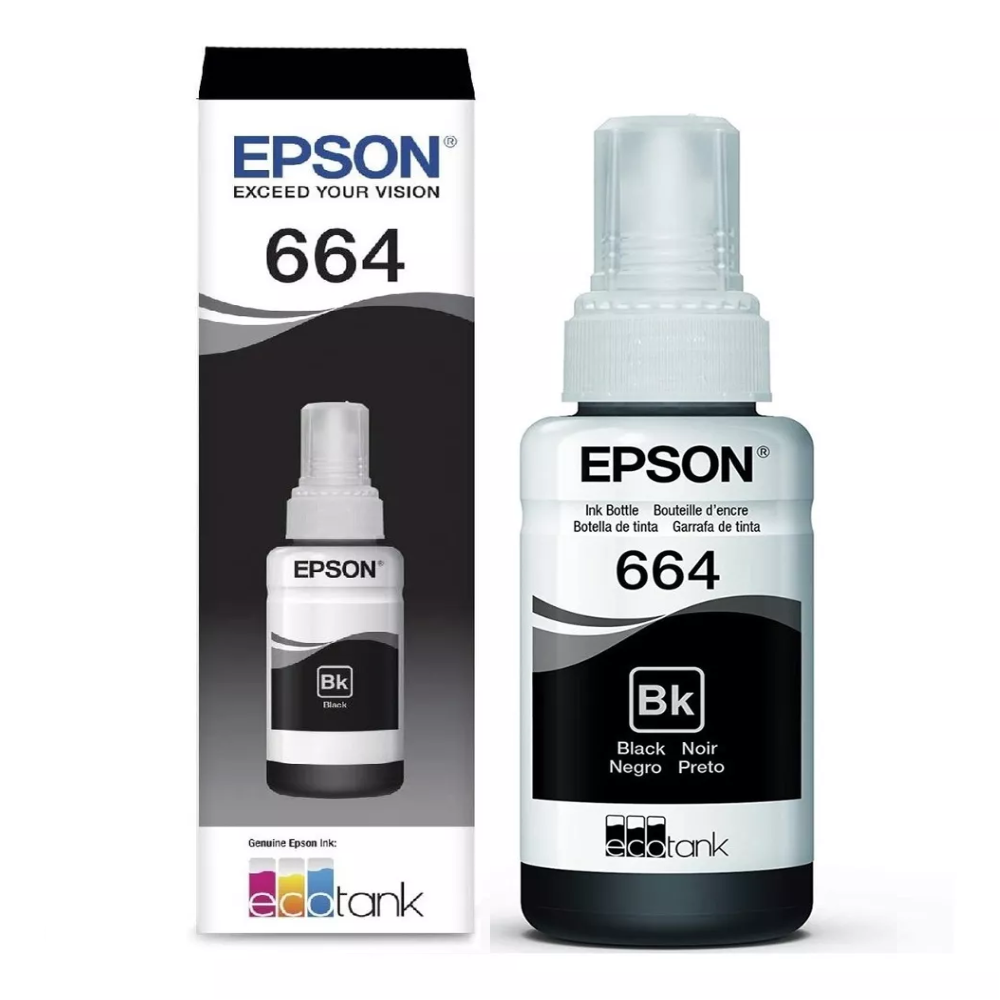 EPSON®
EXCEED YOUR VISION
664
EPSON®
Bk
Black
Genuine Epson Ink:
ecotank
EPSON®
Ink Bottle Bouteille d'encre
Botella de tinta Garrafa de tinta
664
Bk
Black Noir
Negro Preto
ecotank